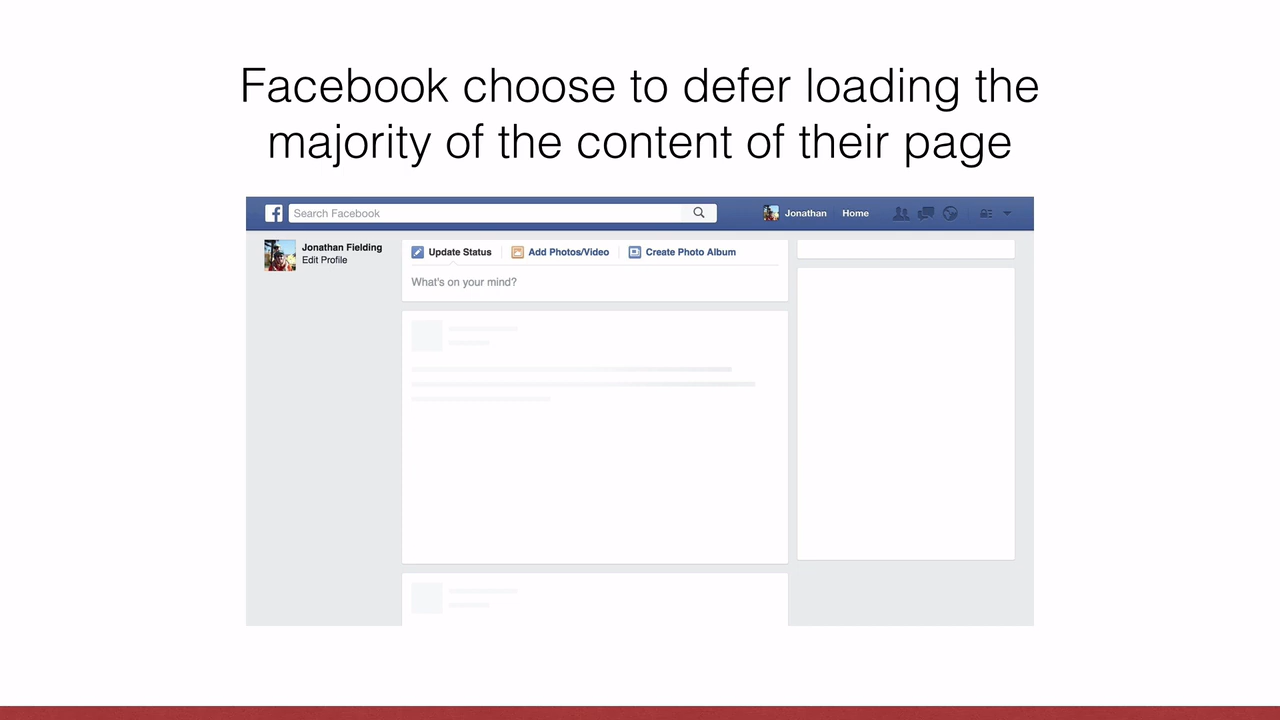 Facebook choose to defer loading the
majority of the content of their page
Search Facebook
Jonathan
Home
Jonathan Fielding
Edit Profile
Update Status
Add Photos/Video
Create Photo Album
What's on your mind?